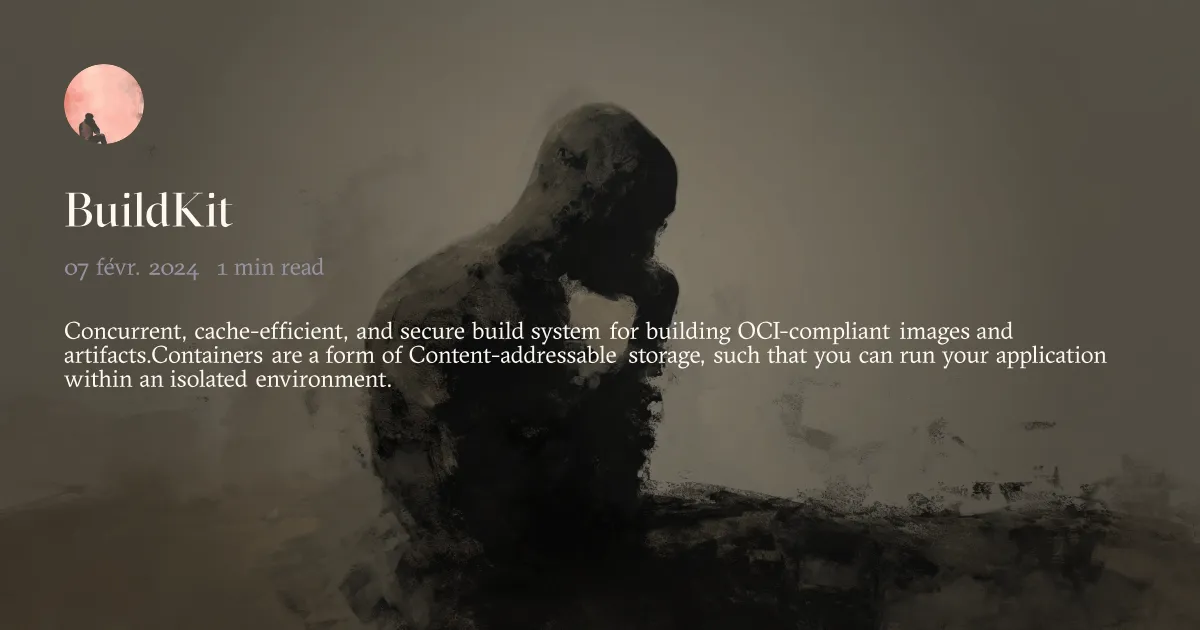 BuildKit
07 févr. 2024 1 min read
Concurrent, cache-efficient, and secure build system for building OCI-compliant images and
artifacts.Containers are a form of Content-addressable storage, such that you can run your application
within an isolated environment.